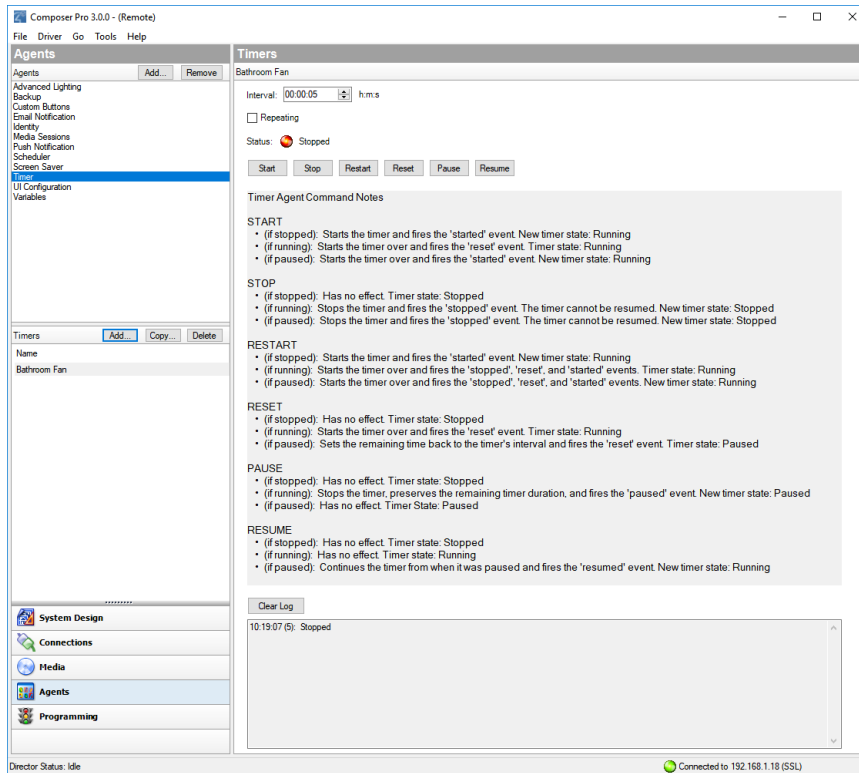 Composer Pro 3.0.0 - (Remote)
File Driver Go Tools Help
Agents
Agents Add... Remove
Advanced Lighting
Backup
Custom Buttons
Email Notification
Identity
Media Sessions
Push Notification
Scheduler
Screen Saver
Timer
UI Configuration
Variables
Timers Add... Copy... Delete
Name
Bathroom Fan
System Design
Connections
Media
Agents
Programming
Timers
Bathroom Fan
Interval: 00:00:05 h:m:s
Repeating
Status: Stopped
Start Stop Restart Reset Pause Resume
Timer Agent Command Notes
START
• (if stopped): Starts the timer and fires the 'started' event. New timer state: Running
• (if running): Starts the timer over and fires the 'reset' event. Timer state: Running
• (if paused): Starts the timer over and fires the 'started' event. New timer state: Running
STOP
• (if stopped): Has no effect. Timer state: Stopped
• (if running): Stops the timer and fires the 'stopped' event. The timer cannot be resumed. New timer state: Stopped
• (if paused): Stops the timer and fires the 'stopped' event. The timer cannot be resumed. New timer state: Stopped
RESTART
• (if stopped): Starts the timer and fires the 'started' event. New timer state: Running
• (if running): Starts the timer over and fires the 'stopped', 'reset', and 'started' events. Timer state: Running
• (if paused): Starts the timer over and fires the 'stopped', 'reset', and 'started' events. New timer state: Running
RESET
• (if stopped): Has no effect. Timer state: Stopped
• (if running): Starts the timer over and fires the 'reset' event. Timer state: Running
• (if paused): Sets the remaining time back to the timer's interval and fires the 'reset' event. Timer state: Paused
PAUSE
• (if stopped): Has no effect. Timer state: Stopped
• (if running): Stops the timer, preserves the remaining timer duration, and fires the 'paused' event. New timer state: Paused
• (if paused): Has no effect. Timer State: Paused
RESUME
• (if stopped): Has no effect. Timer state: Stopped
• (if running): Has no effect. Timer state: Running
• (if paused): Continues the timer from when it was paused and fires the 'resumed' event. New timer state: Running
Clear Log
10:19:07 (5): Stopped
Director Status: Idle
Connected to 192.168.1.18 (SSL)